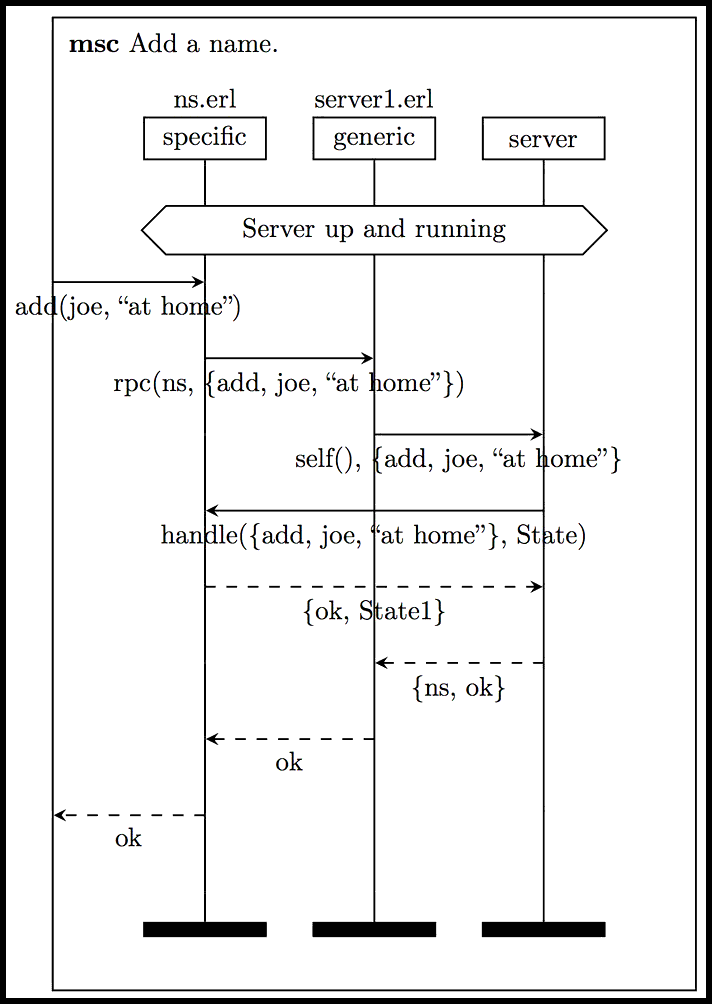 msc Add a name.
ns.erl server1.erl
specific generic server
Server up and running
add(joe, “at home”)
rpc(ns, {add, joe, “at home”})
self(), {add, joe, “at home”}
handle({add, joe, “at home”}, State)
{ok, State1}
{ns, ok}
ok
ok